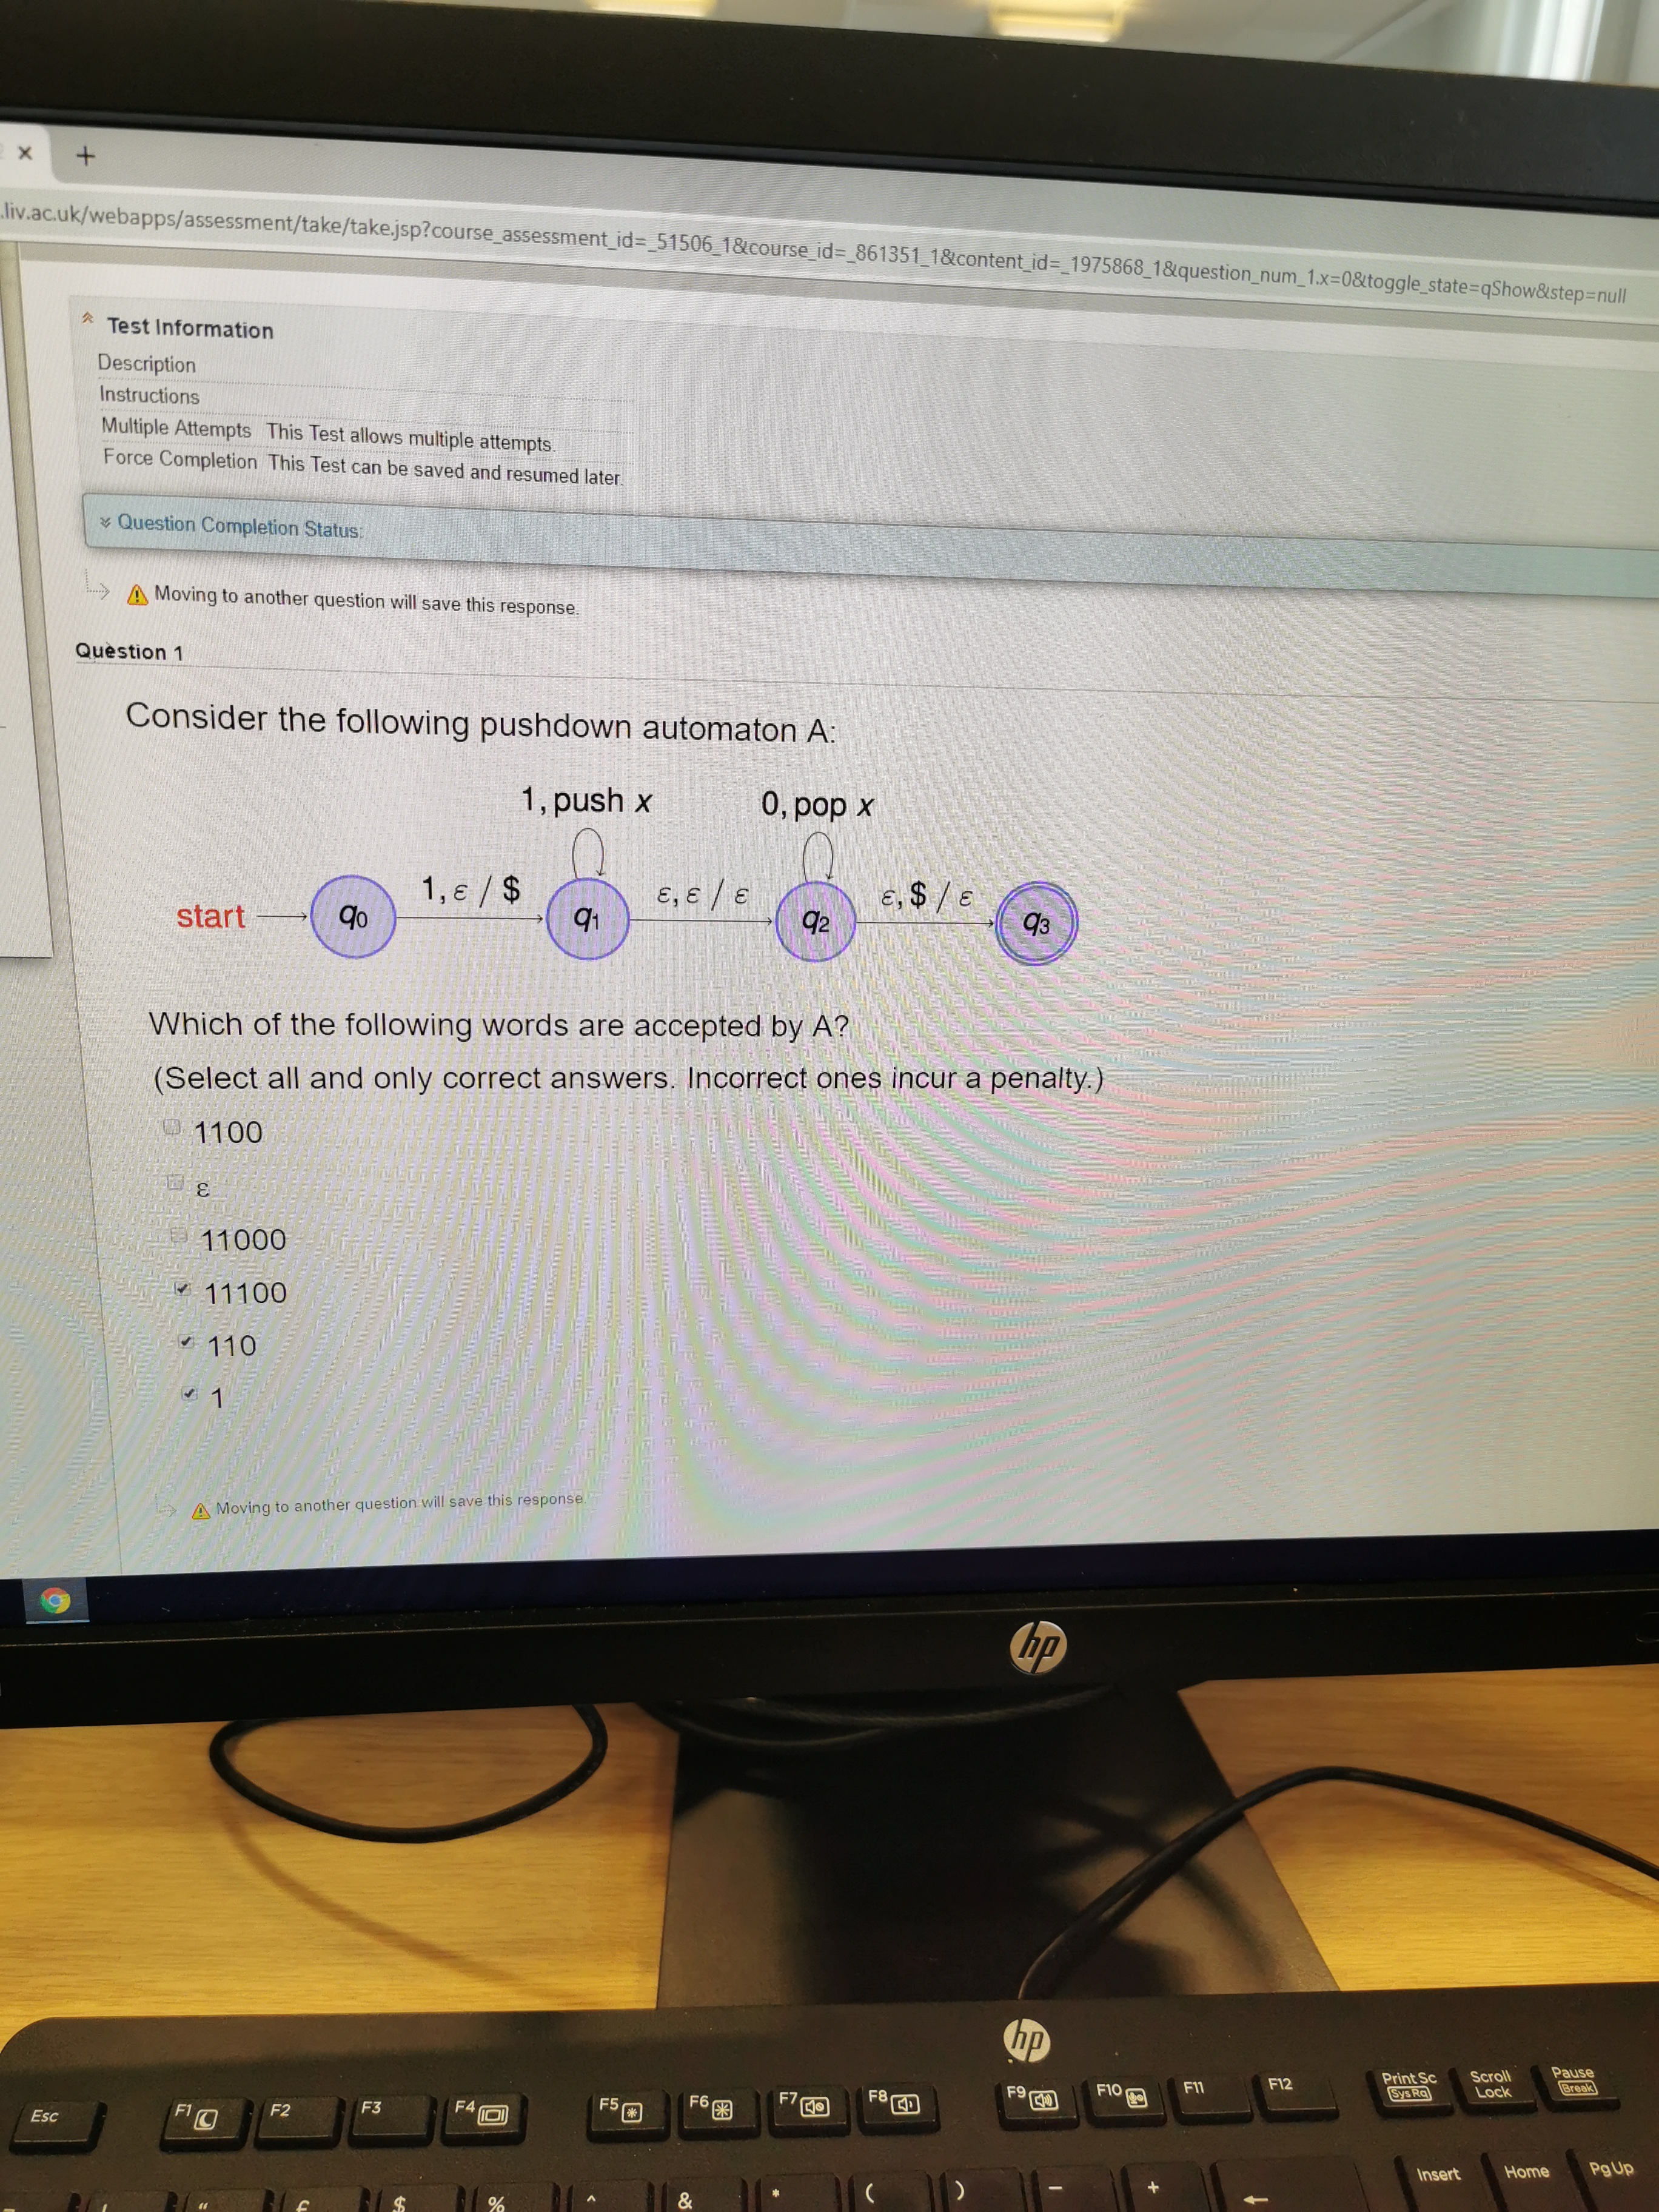 × +
.liv.ac.uk/webapps/assessment/take/take.jsp?course_assessment_id=_51506_1&course_id=_861351_1&content_id=_1975868_1&question_num_1.x=0&toggle_state=qShow&step=null
Test Information
Description
Instructions
Multiple Attempts This Test allows multiple attempts.
Force Completion This Test can be saved and resumed later.
Question Completion Status:
Moving to another question will save this response.
Question 1
Consider the following pushdown automaton A:
1, push x 0, pop x
1, ε / $ ε, ε / ε ε, $ / ε
start q0 q1 q2 q3
Which of the following words are accepted by A?
(Select all and only correct answers. Incorrect ones incur a penalty.)
1100
ε
11000
11100
110
1
Moving to another question will save this response.
hp
hp
Esc F1 F2 F3 F4 F5 F6 F7 F8 F9 F10 F11 F12 Print Sc SysRq Scroll Lock Pause Break
" £ $ % ^ & * ( ) − + ← Insert Home PgUp